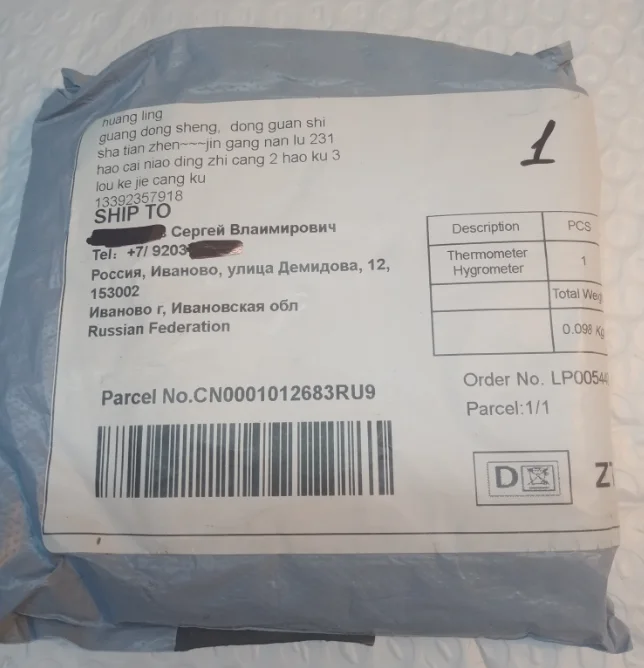 huang ling
guang dong sheng, dong guan shi
sha tian zhen~~~jin gang nan lu 231
hao cai niao ding zhi cang 2 hao ku 3
lou ke jie cang ku
13392357918
SHIP TO
Сергей Влаимирович
Tel: +7/ 9203
Россия, Иваново, улица Демидова, 12,
153002
Иваново г, Ивановская обл
Russian Federation
1
Description PCS
Thermometer Hygrometer 1
Total Weig
0.098 Kg
Parcel No.CN0001012683RU9
Order No. LP00544
Parcel:1/1
D